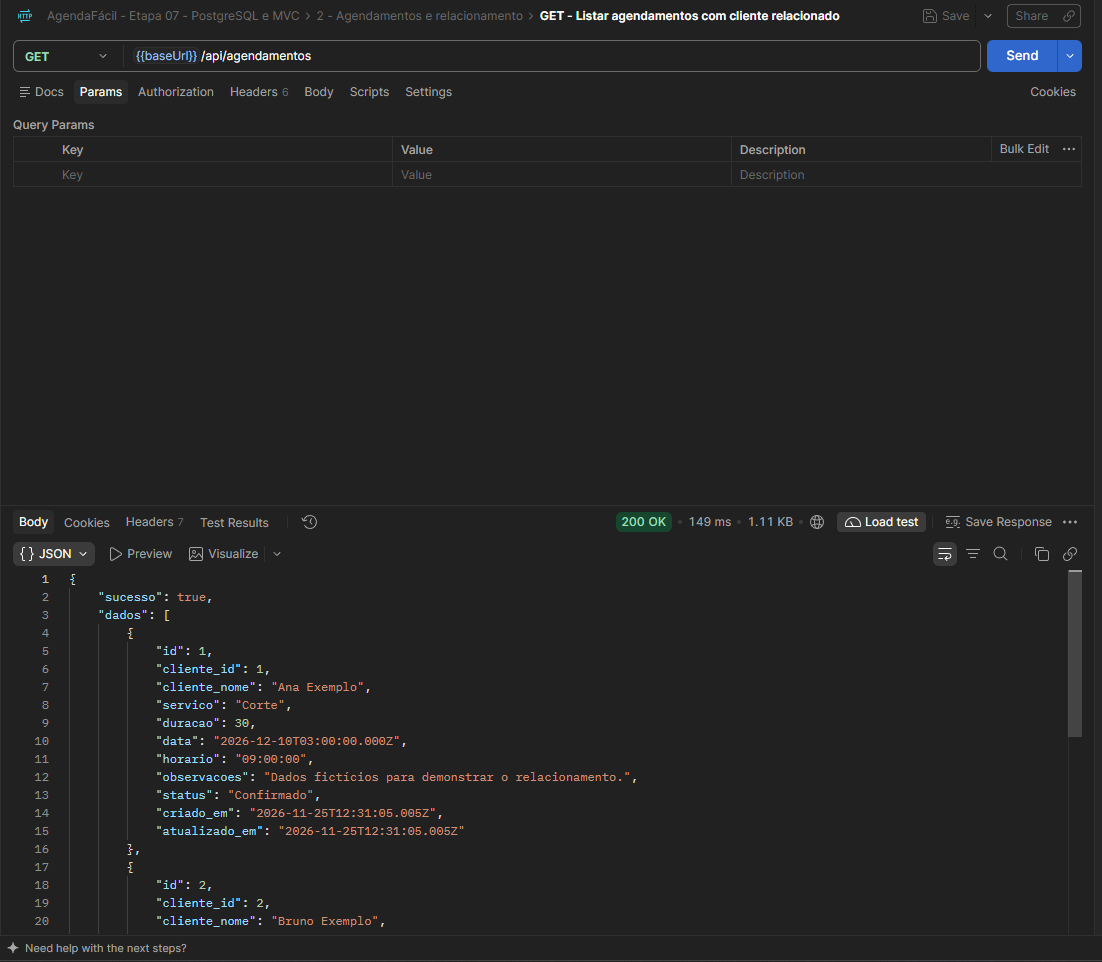 HTTP AgendaFácil - Etapa 07 - PostgreSQL e MVC > 2 - Agendamentos e relacionamento > GET - Listar agendamentos com cliente relacionado Save Share
GET {{baseUrl}} /api/agendamentos Send
Docs Params Authorization Headers 6 Body Scripts Settings Cookies
Query Params
Key Value Description Bulk Edit ...
Key Value Description
Body Cookies Headers 7 Test Results 200 OK • 149 ms • 1.11 KB • Load test e.g. Save Response ...
{ } JSON Preview Visualize
1 {
2 "sucesso": true,
3 "dados": [
4 {
5 "id": 1,
6 "cliente_id": 1,
7 "cliente_nome": "Ana Exemplo",
8 "servico": "Corte",
9 "duracao": 30,
10 "data": "2026-12-10T03:00:00.000Z",
11 "horario": "09:00:00",
12 "observacoes": "Dados fictícios para demonstrar o relacionamento.",
13 "status": "Confirmado",
14 "criado_em": "2026-11-25T12:31:05.005Z",
15 "atualizado_em": "2026-11-25T12:31:05.005Z"
16 },
17 {
18 "id": 2,
19 "cliente_id": 2,
20 "cliente_nome": "Bruno Exemplo",
Need help with the next steps?